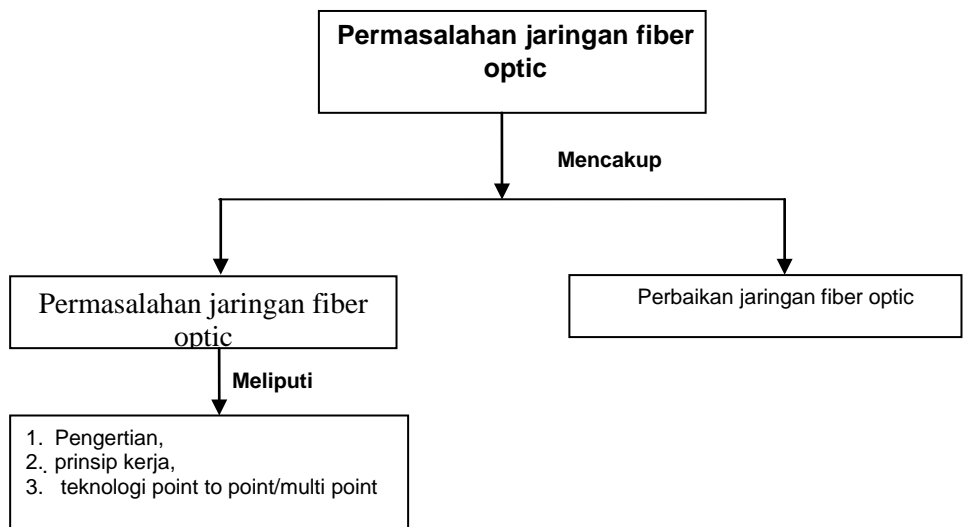 Permasalahan jaringan fiber
optic
Mencakup
Permasalahan jaringan fiber
optic
Perbaikan jaringan fiber optic
Meliputi
1. Pengertian,
2. prinsip kerja,
3. teknologi point to point/multi point